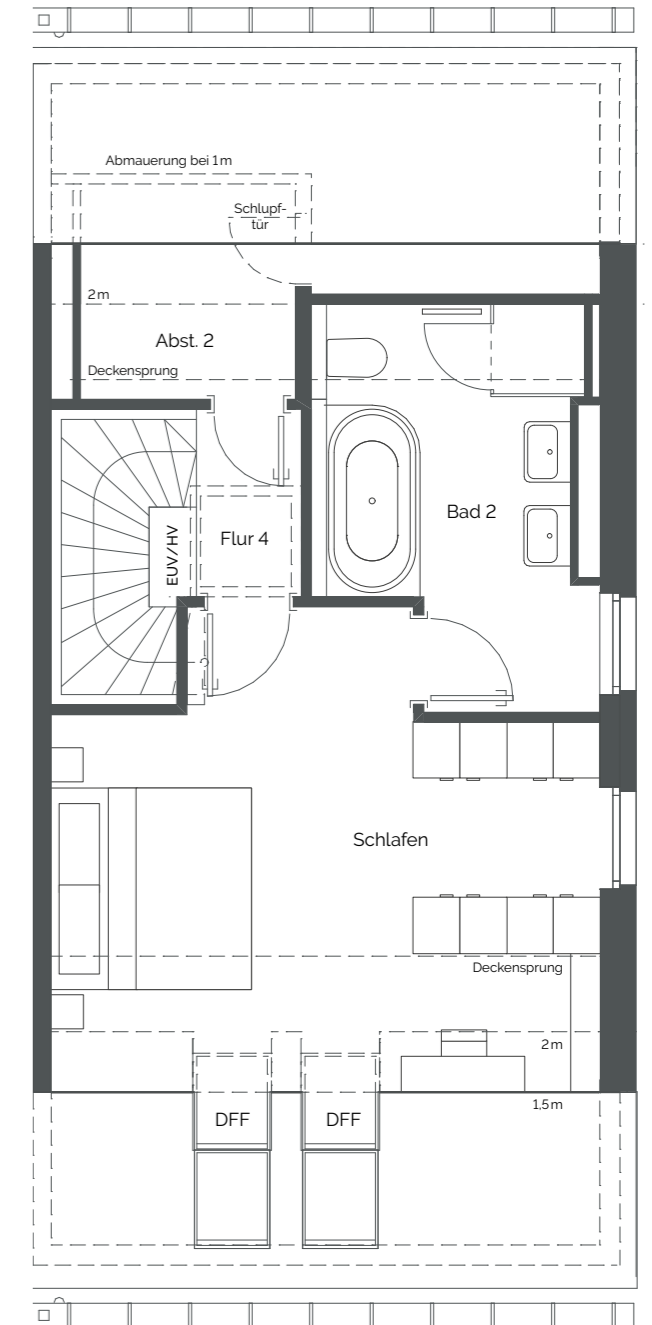 Abmauerung bei 1m
Schlupf-
tür
2m
Abst. 2
Deckensprung
EUV/HV
Flur 4
Bad 2
Schlafen
Deckensprung
2m
1,5m
DFF
DFF